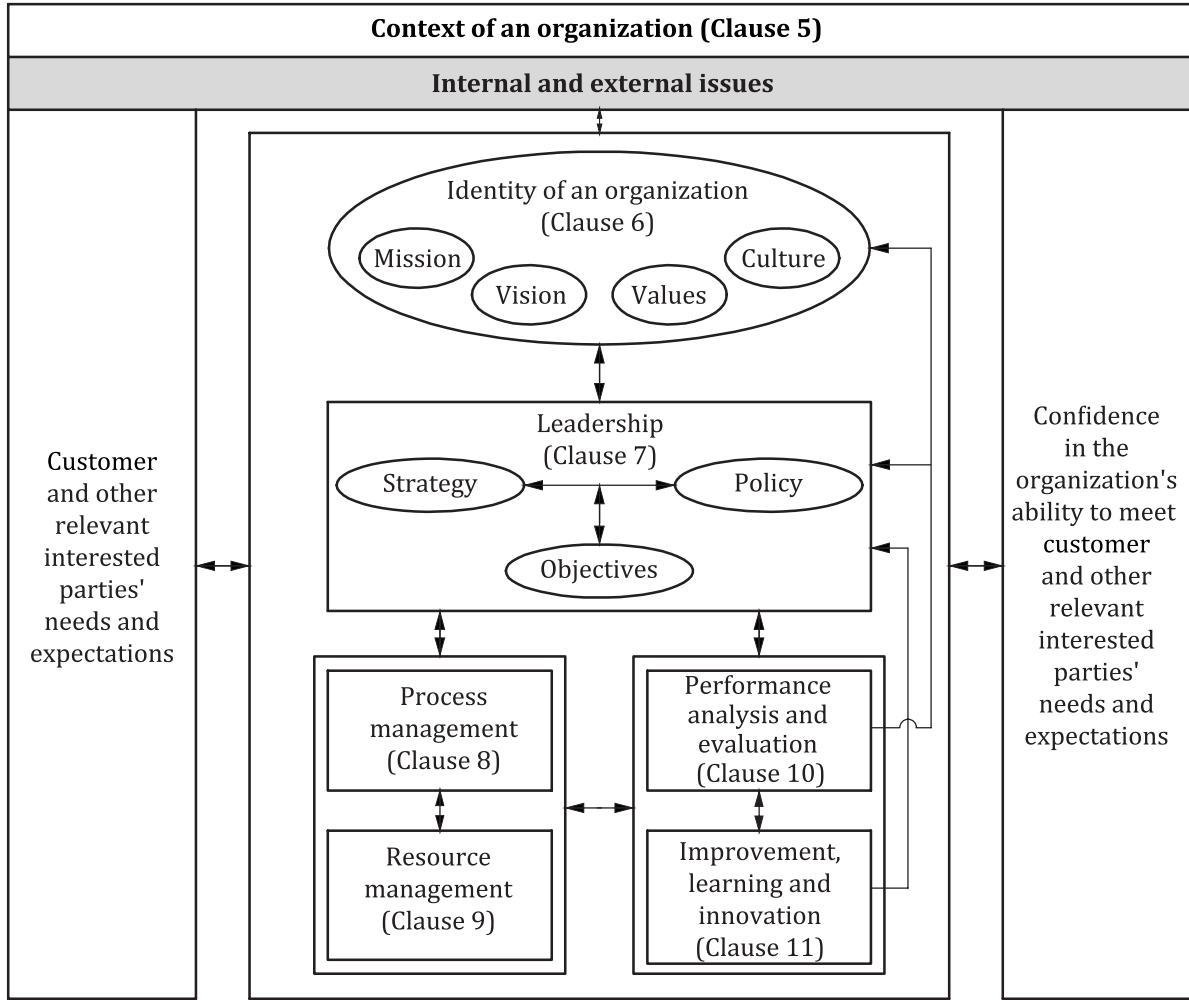 Context of an organization (Clause 5)
Internal and external issues
Customer
and other
relevant
interested
parties'
needs and
expectations
Identity of an organization
(Clause 6)
Mission
Vision
Values
Culture
Leadership
(Clause 7)
Strategy
Policy
Objectives
Process
management
(Clause 8)
Resource
management
(Clause 9)
Performance
analysis and
evaluation
(Clause 10)
Improvement,
learning and
innovation
(Clause 11)
Confidence
in the
organization's
ability to meet
customer
and other
relevant
interested
parties'
needs and
expectations